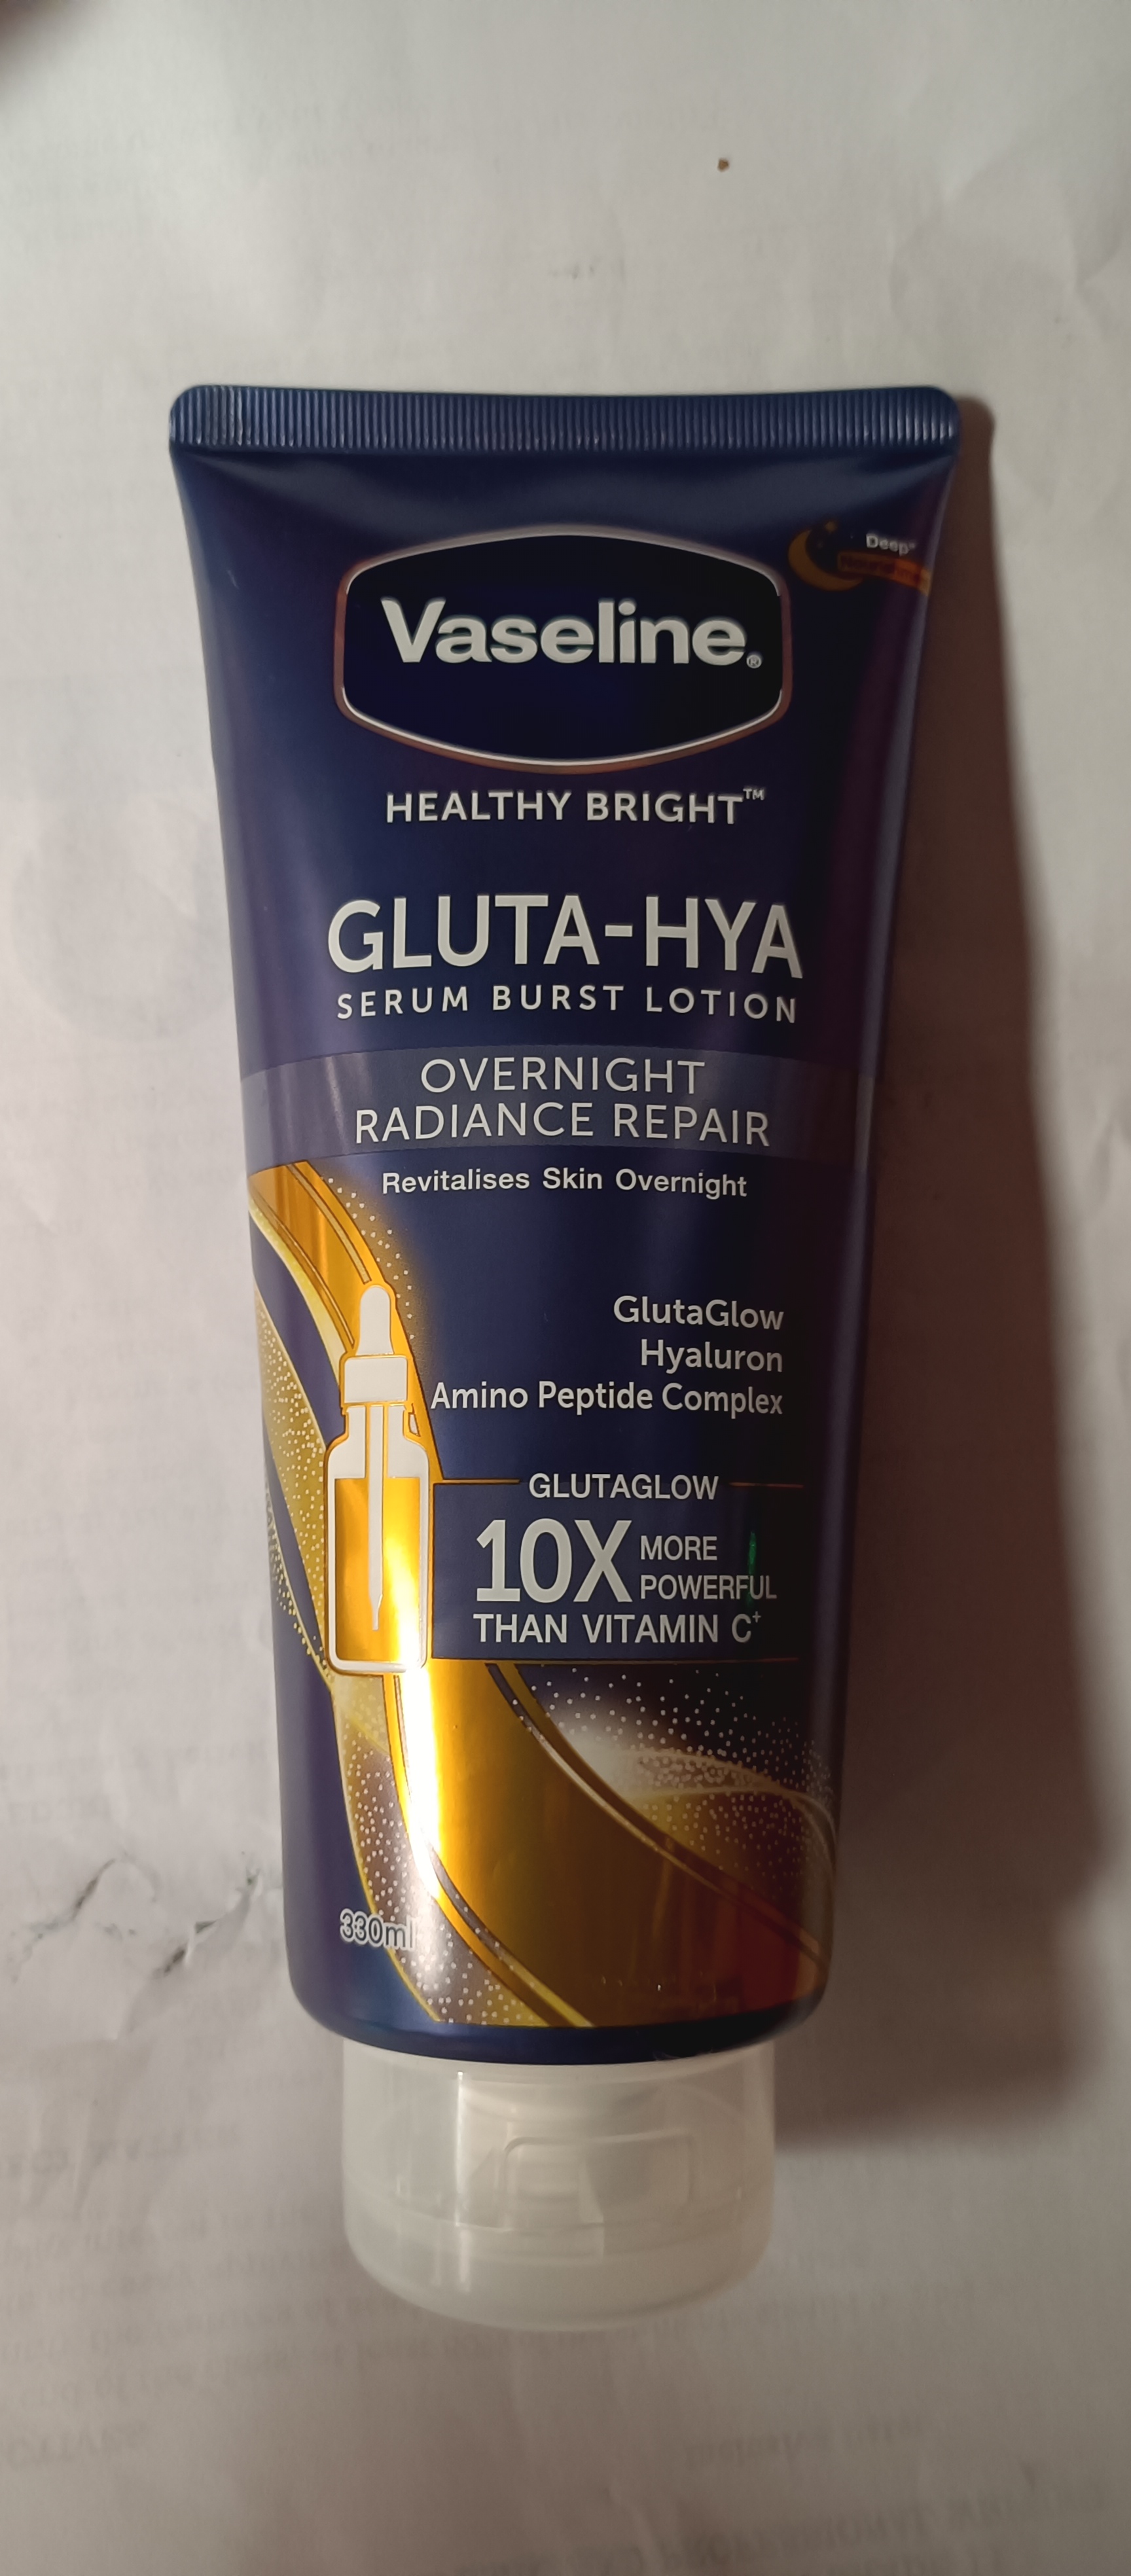 Deep*
Vaseline®
HEALTHY BRIGHT™
GLUTA-HYA
SERUM BURST LOTION
OVERNIGHT
RADIANCE REPAIR
Revitalises Skin Overnight
GlutaGlow
Hyaluron
Amino Peptide Complex
GLUTAGLOW
10X MORE
POWERFUL
THAN VITAMIN C⁺
330ml